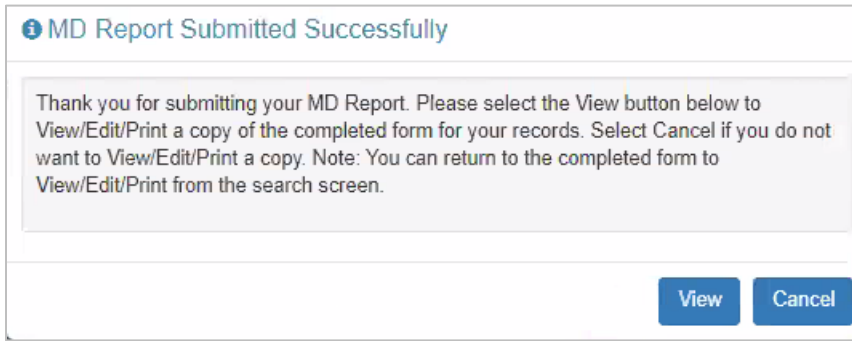 MD Report Submitted Successfully
Thank you for submitting your MD Report. Please select the View button below to
View/Edit/Print a copy of the completed form for your records. Select Cancel if you do not
want to View/Edit/Print a copy. Note: You can return to the completed form to
View/Edit/Print from the search screen.
View Cancel